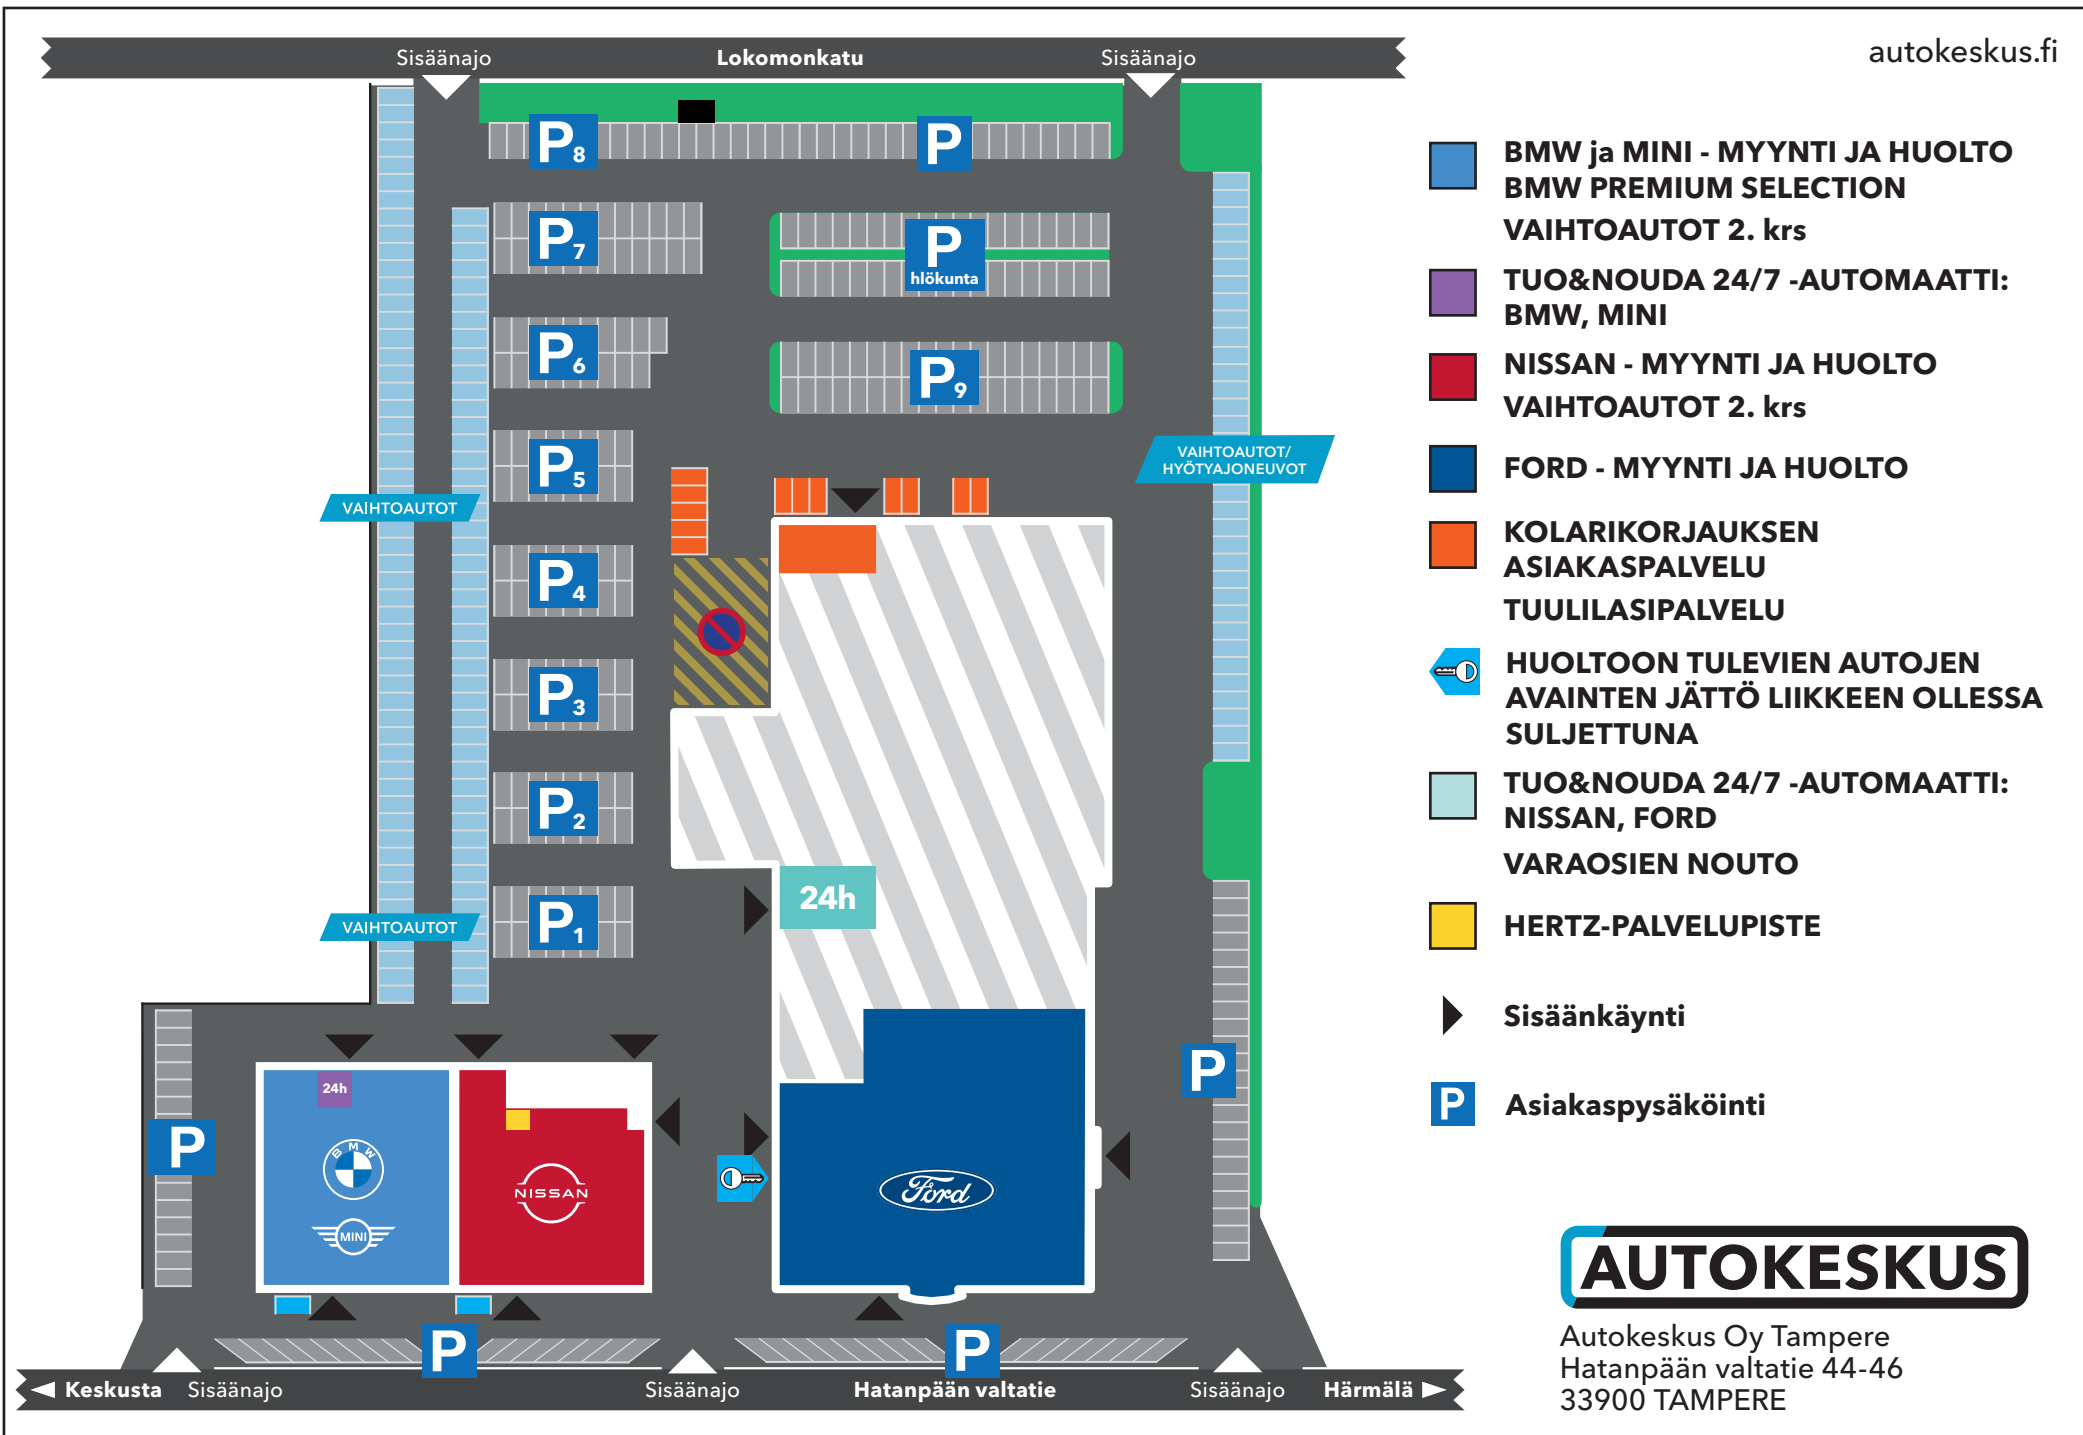 Sisäänajo
Lokomonkatu
Sisäänajo
autokeskus.fi
P8
P
P7
P
hlökunta
P6
P9
P5
VAIHTOAUTOT/
HYÖTYAJONEUVOT
VAIHTOAUTOT
P4
P3
P2
24h
P1
VAIHTOAUTOT
P
24h
P
BMW
NISSAN
Ford
MINI
P
P
Keskusta
Sisäänajo
Sisäänajo
Hatanpään valtatie
Sisäänajo
Härmälä
BMW ja MINI - MYYNTI JA HUOLTO
BMW PREMIUM SELECTION
VAIHTOAUTOT 2. krs
TUO&NOUDA 24/7 -AUTOMAATTI:
BMW, MINI
NISSAN - MYYNTI JA HUOLTO
VAIHTOAUTOT 2. krs
FORD - MYYNTI JA HUOLTO
KOLARIKORJAUKSEN
ASIAKASPALVELU
TUULILASIPALVELU
HUOLTOON TULEVIEN AUTOJEN
AVAINTEN JÄTTÖ LIIKKEEN OLLESSA
SULJETTUNA
TUO&NOUDA 24/7 -AUTOMAATTI:
NISSAN, FORD
VARAOSIEN NOUTO
HERTZ-PALVELUPISTE
Sisäänkäynti
P Asiakaspysäköinti
AUTOKESKUS
Autokeskus Oy Tampere
Hatanpään valtatie 44-46
33900 TAMPERE